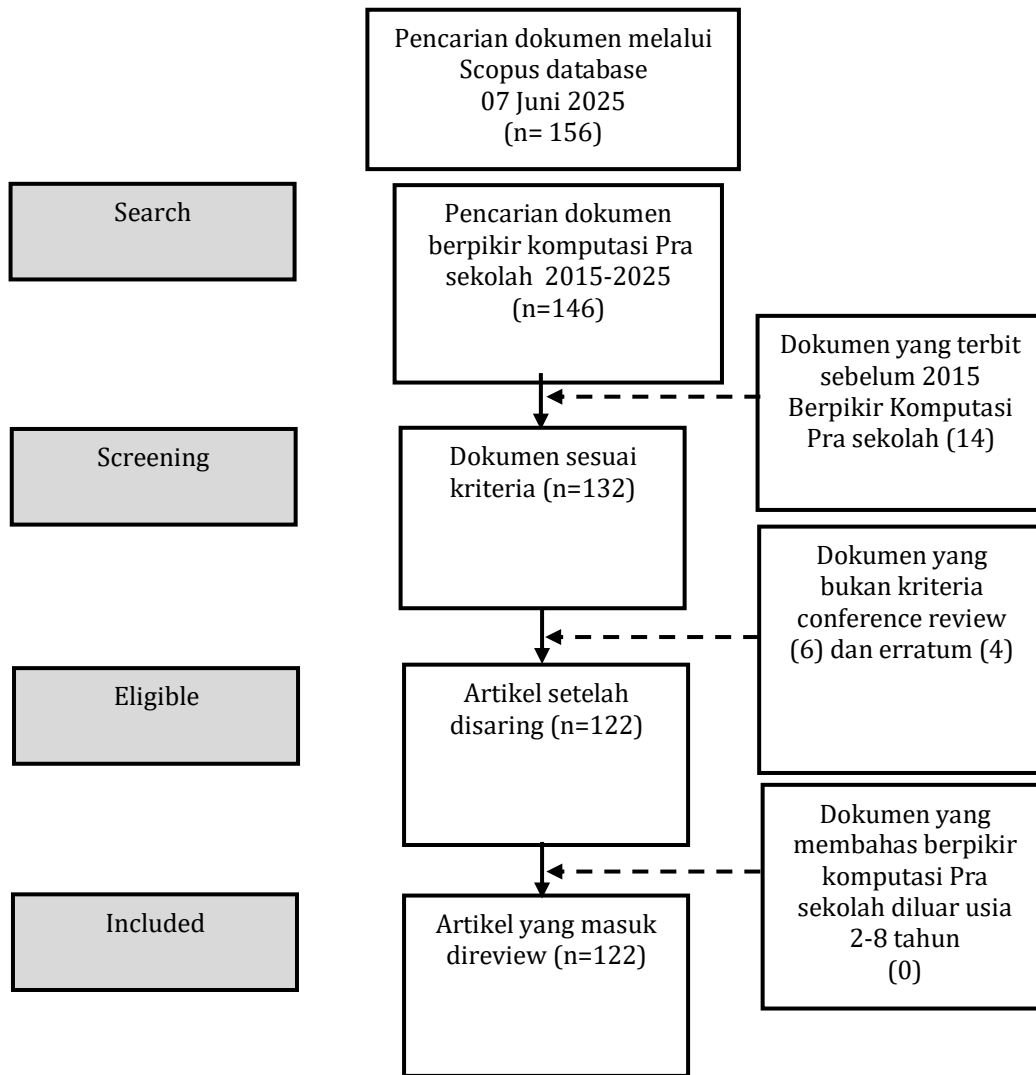 Pencarian dokumen melalui
Scopus database
07 Juni 2025
(n= 156)
Search
Pencarian dokumen
berpikir komputasi Pra
sekolah  2015-2025
(n=146)
Dokumen yang terbit
sebelum 2015
Berpikir Komputasi
Pra sekolah (14)
Screening
Dokumen sesuai
kriteria (n=132)
Dokumen yang
bukan kriteria
conference review
(6) dan erratum (4)
Eligible
Artikel setelah
disaring (n=122)
Dokumen yang
membahas berpikir
komputasi Pra
sekolah diluar usia
2-8 tahun
(0)
Included
Artikel yang masuk
direview (n=122)